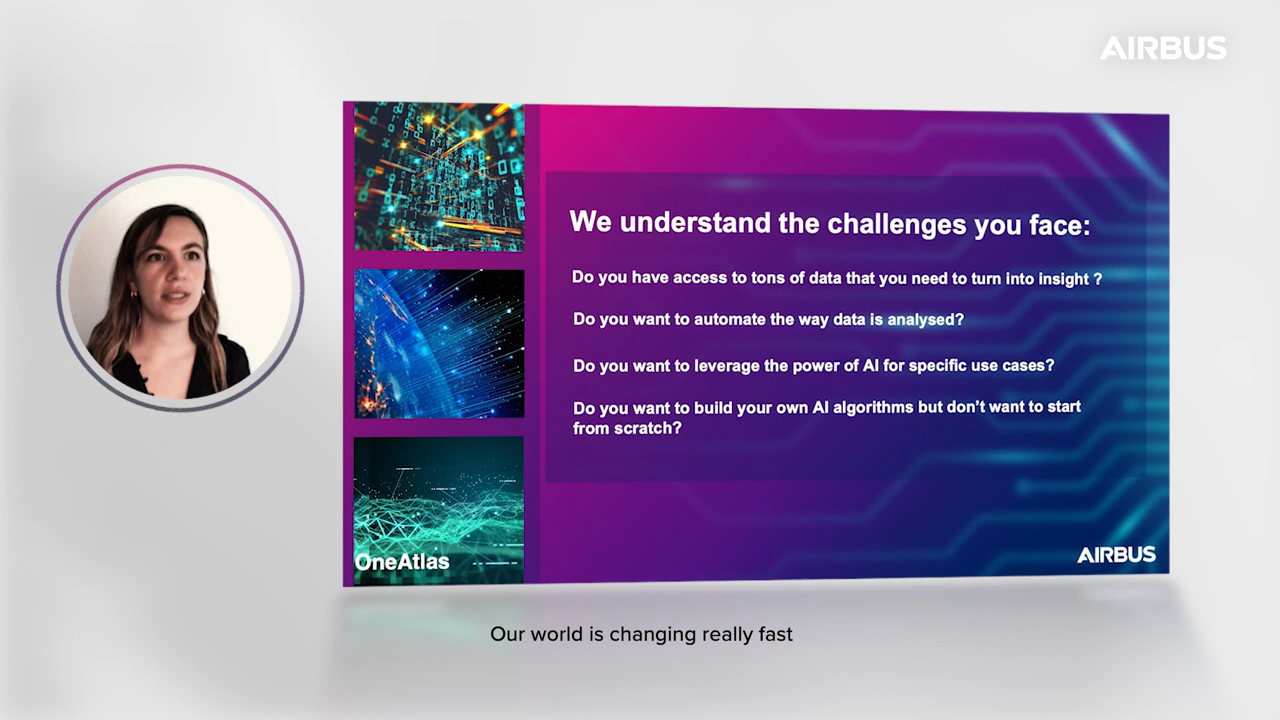 AIRBUS
We understand the challenges you face:
Do you have access to tons of data that you need to turn into insight ?
Do you want to automate the way data is analysed?
Do you want to leverage the power of AI for specific use cases?
Do you want to build your own AI algorithms but don't want to start
from scratch?
OneAtlas
AIRBUS
Our world is changing really fast